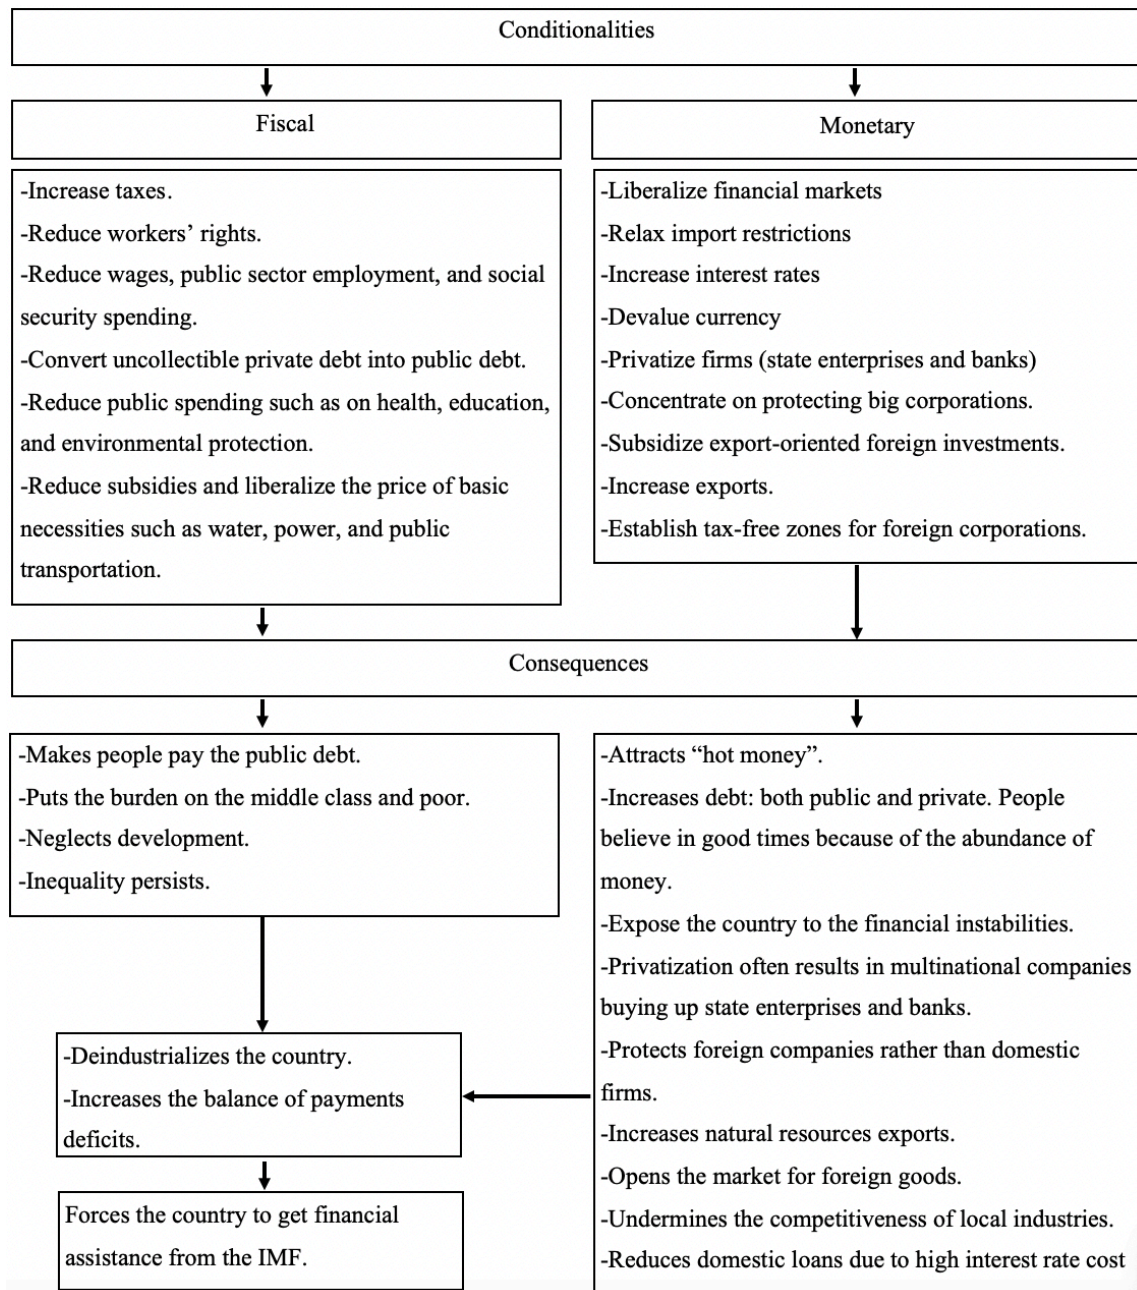 Conditionalities
Fiscal
Monetary
-Increase taxes.
-Reduce workers’ rights.
-Reduce wages, public sector employment, and social
security spending.
-Convert uncollectible private debt into public debt.
-Reduce public spending such as on health, education,
and environmental protection.
-Reduce subsidies and liberalize the price of basic
necessities such as water, power, and public
transportation.
-Liberalize financial markets
-Relax import restrictions
-Increase interest rates
-Devalue currency
-Privatize firms (state enterprises and banks)
-Concentrate on protecting big corporations.
-Subsidize export-oriented foreign investments.
-Increase exports.
-Establish tax-free zones for foreign corporations.
Consequences
-Makes people pay the public debt.
-Puts the burden on the middle class and poor.
-Neglects development.
-Inequality persists.
-Attracts “hot money”.
-Increases debt: both public and private. People
believe in good times because of the abundance of
money.
-Expose the country to the financial instabilities.
-Privatization often results in multinational companies
buying up state enterprises and banks.
-Protects foreign companies rather than domestic
firms.
-Increases natural resources exports.
-Opens the market for foreign goods.
-Undermines the competitiveness of local industries.
-Reduces domestic loans due to high interest rate cost
-Deindustrializes the country.
-Increases the balance of payments
deficits.
Forces the country to get financial
assistance from the IMF.